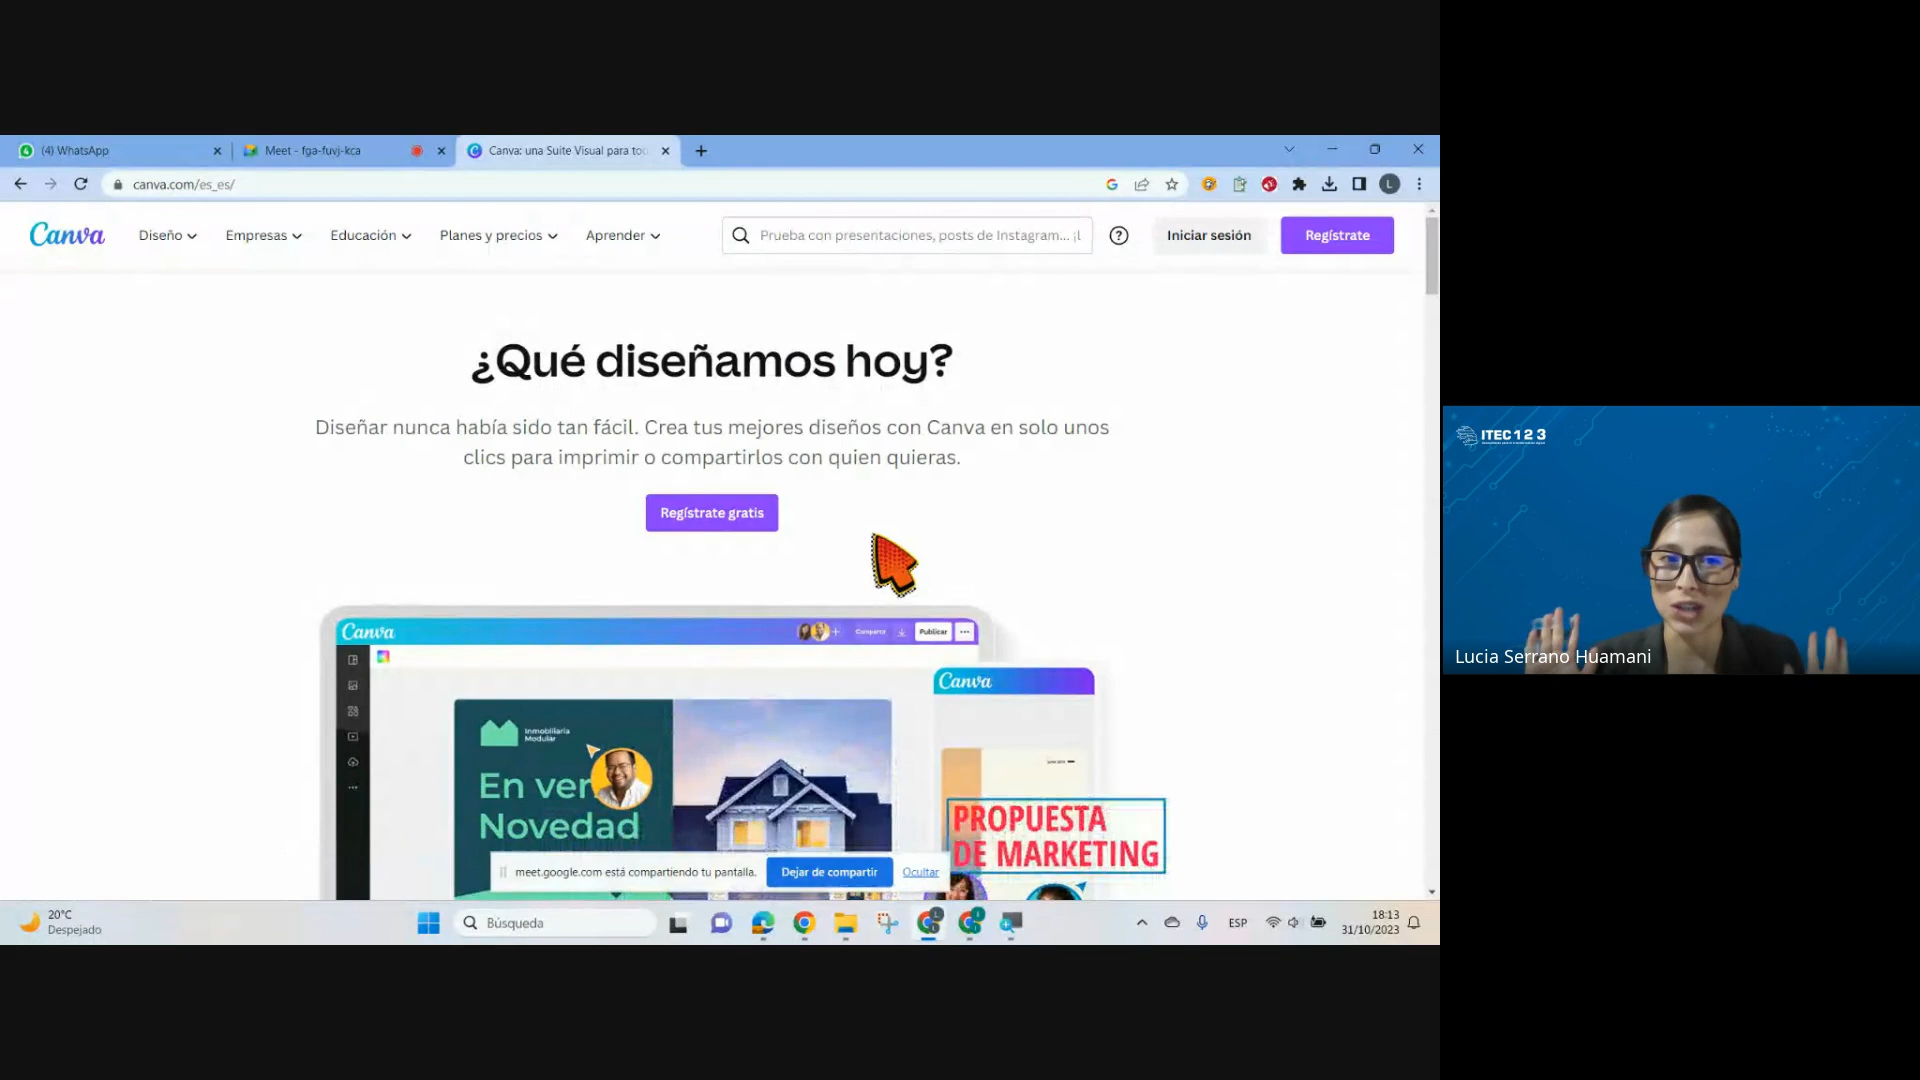 (4) WhatsApp
Meet - fga-fuvj-kca
Canva: una Suite Visual para to
canva.com/es_es/
L
Canva
Diseño
Empresas
Educación
Planes y precios
Aprender
Prueba con presentaciones, posts de Instagram... ¡
Iniciar sesión
Regístrate
¿Qué diseñamos hoy?
Diseñar nunca había sido tan fácil. Crea tus mejores diseños con Canva en solo unos
clics para imprimir o compartirlos con quien quieras.
Regístrate gratis
Canva
Compartir
Publicar
Canva
Inmobiliaria
Modular
En ven
Novedad
PROPUESTA
DE MARKETING
meet.google.com está compartiendo tu pantalla.
Dejar de compartir
Ocultar
20°C
Despejado
Búsqueda
ESP
18:13
31/10/2023
ITEC 1 2 3
Lucia Serrano Huamani